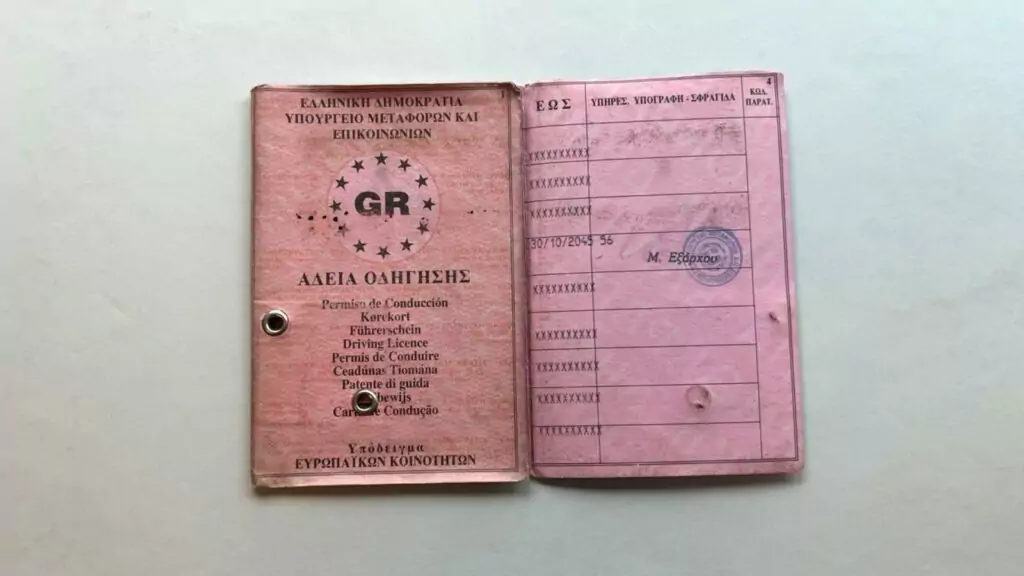 1
ΕΛΛΗΝΙΚΗ ΔΗΜΟΚΡΑΤΙΑ
ΥΠΟΥΡΓΕΙΟ ΜΕΤΑΦΟΡΩΝ ΚΑΙ
ΕΠΙΚΟΙΝΩΝΙΩΝ
GR
ΑΔΕΙΑ ΟΔΗΓΗΣΗΣ
Permiso de Conducción
Kørekort
Führerschein
Driving Licence
Permis de Conduire
Ceadúnas Tiomána
Patente di guida
Condução
Υπόδειγμα
ΕΥΡΩΠΑΪΚΩΝ ΚΟΙΝΟΤΗΤΩΝ
4
ΕΩΣ ΥΠΗΡΕΣ. ΥΠΟΓΡΑΦΗ - ΣΦΡΑΓΙΔΑ ΚΩΔ. ΠΑΡΑΤ.
XXXXXXXXXX
XXXXXXXXXX
XXXXXXXXXX
30/10/2045 56
Μ. Εξάρχου
XXXXXXXXXX
XXXXXXXXXX
XXXXXXXXXX
XXXXXXXXXX
XXXXXXXXXX